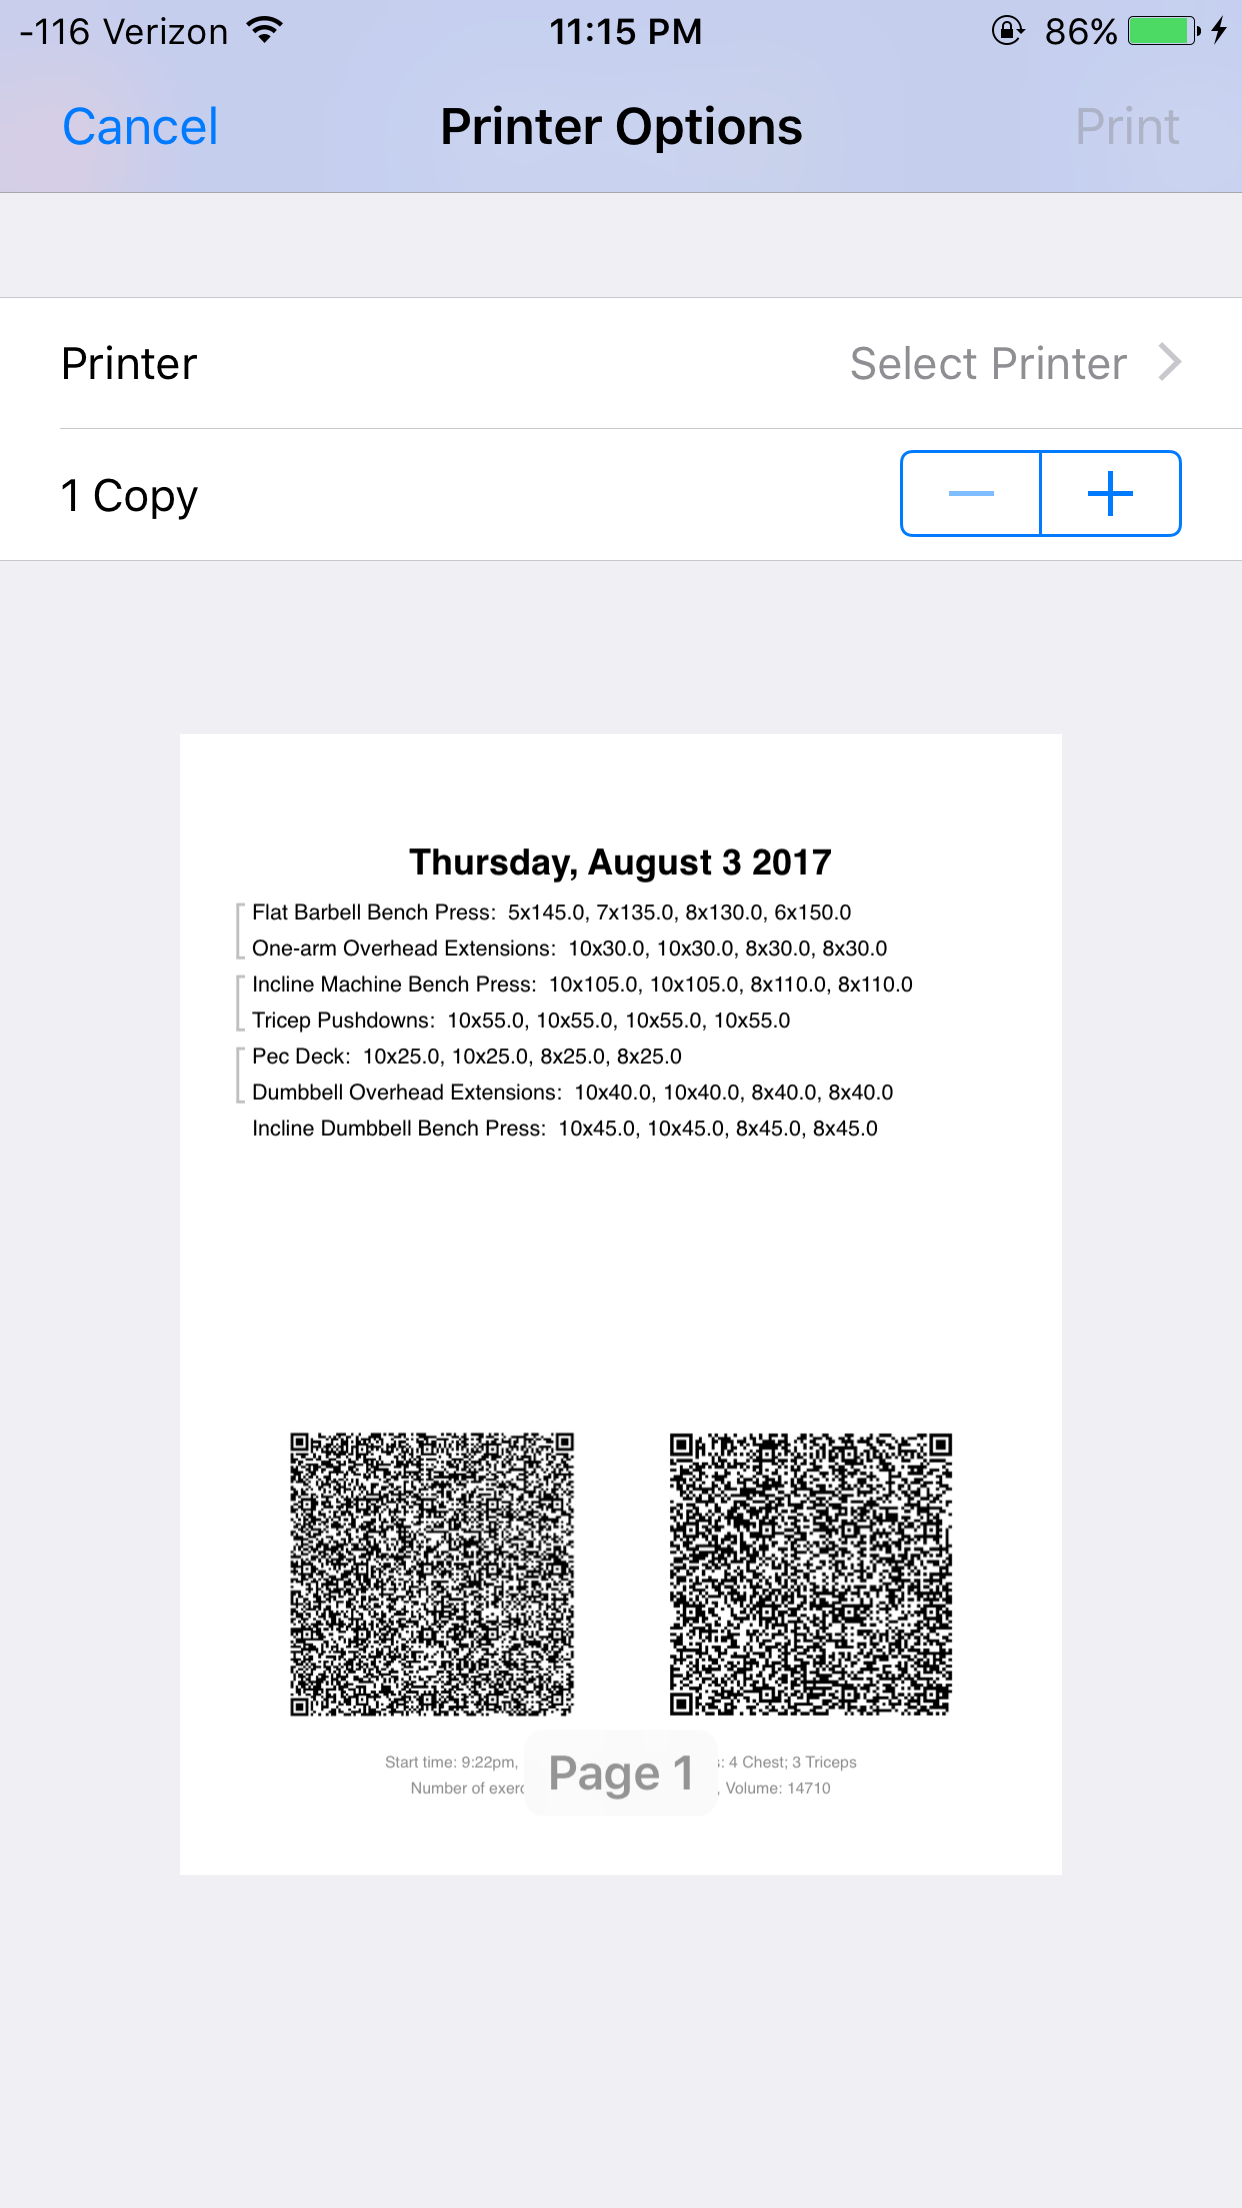 -116 Verizon 11:15 PM 86%
Cancel Printer Options Print
Printer Select Printer
1 Copy
Thursday, August 3 2017
Flat Barbell Bench Press: 5x145.0, 7x135.0, 8x130.0, 6x150.0
One-arm Overhead Extensions: 10x30.0, 10x30.0, 8x30.0, 8x30.0
Incline Machine Bench Press: 10x105.0, 10x105.0, 8x110.0, 8x110.0
Tricep Pushdowns: 10x55.0, 10x55.0, 10x55.0, 10x55.0
Pec Deck: 10x25.0, 10x25.0, 8x25.0, 8x25.0
Dumbbell Overhead Extensions: 10x40.0, 10x40.0, 8x40.0, 8x40.0
Incline Dumbbell Bench Press: 10x45.0, 10x45.0, 8x45.0, 8x45.0
Start time: 9:22pm, : 4 Chest; 3 Triceps
Page 1
Number of , Volume: 14710